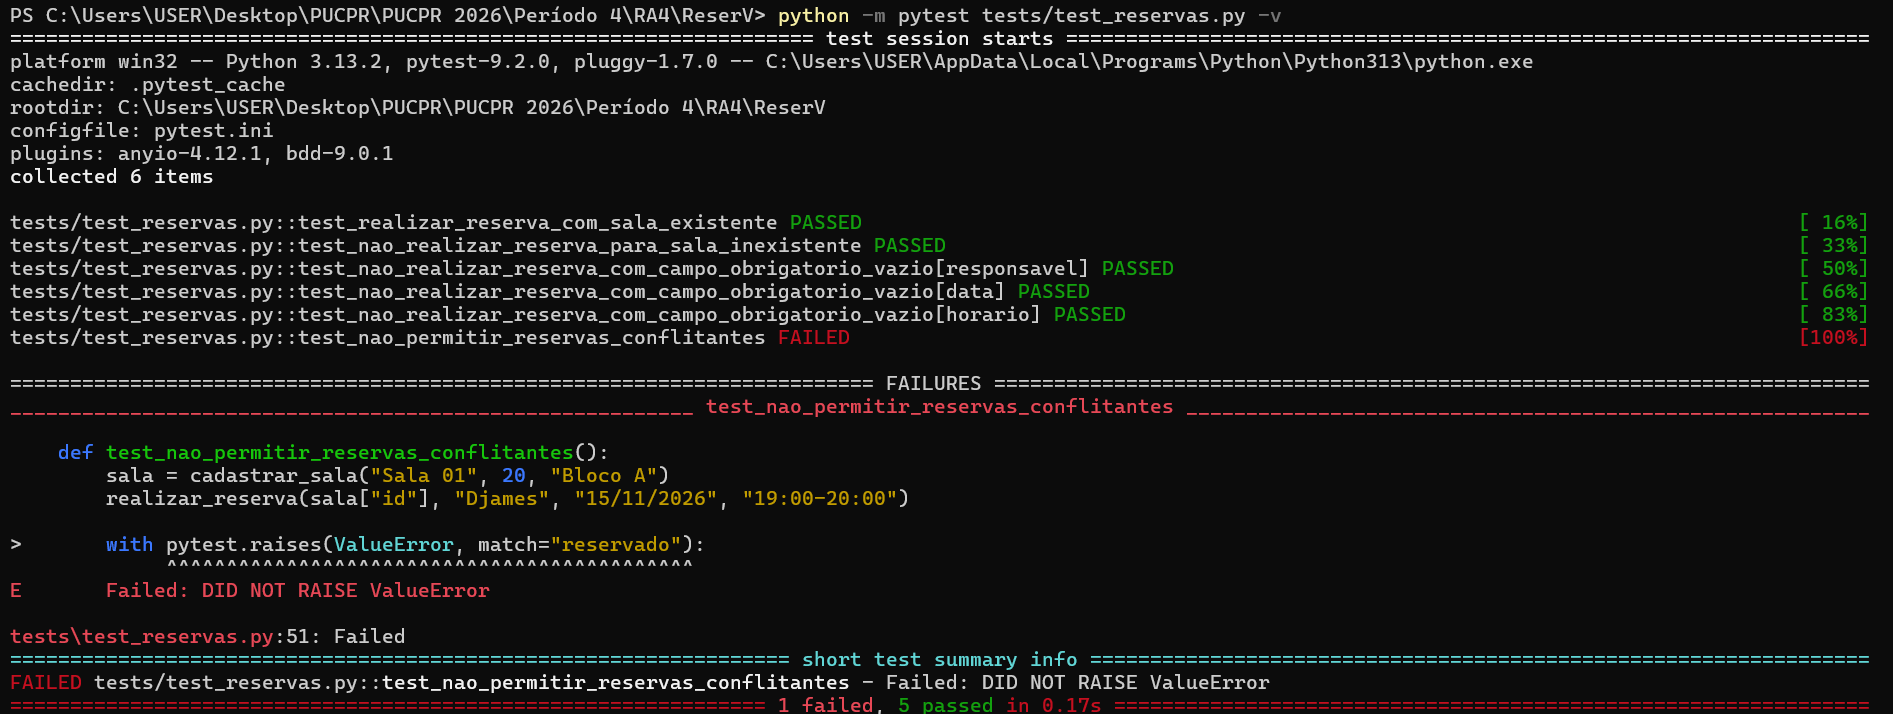 PS C:\Users\USER\Desktop\PUCPR\PUCPR 2026\Período 4\RA4\ReserV> python -m pytest tests/test_reservas.py -v
=================================================================== test session starts ===================================================================
platform win32 -- Python 3.13.2, pytest-9.2.0, pluggy-1.7.0 -- C:\Users\USER\AppData\Local\Programs\Python\Python313\python.exe
cachedir: .pytest_cache
rootdir: C:\Users\USER\Desktop\PUCPR\PUCPR 2026\Período 4\RA4\ReserV
configfile: pytest.ini
plugins: anyio-4.12.1, bdd-9.0.1
collected 6 items

tests/test_reservas.py::test_realizar_reserva_com_sala_existente PASSED [ 16%]
tests/test_reservas.py::test_nao_realizar_reserva_para_sala_inexistente PASSED [ 33%]
tests/test_reservas.py::test_nao_realizar_reserva_com_campo_obrigatorio_vazio[responsavel] PASSED [ 50%]
tests/test_reservas.py::test_nao_realizar_reserva_com_campo_obrigatorio_vazio[data] PASSED [ 66%]
tests/test_reservas.py::test_nao_realizar_reserva_com_campo_obrigatorio_vazio[horario] PASSED [ 83%]
tests/test_reservas.py::test_nao_permitir_reservas_conflitantes FAILED [100%]

======================================================================== FAILURES =========================================================================
_________________________________________________________ test_nao_permitir_reservas_conflitantes _________________________________________________________

    def test_nao_permitir_reservas_conflitantes():
        sala = cadastrar_sala("Sala 01", 20, "Bloco A")
        realizar_reserva(sala["id"], "Djames", "15/11/2026", "19:00-20:00")

>       with pytest.raises(ValueError, match="reservado"):
             ^^^^^^^^^^^^^^^^^^^^^^^^^^^^^^^^^^^^^^^^^^^^
E       Failed: DID NOT RAISE ValueError

tests\test_reservas.py:51: Failed
================================================================= short test summary info =================================================================
FAILED tests/test_reservas.py::test_nao_permitir_reservas_conflitantes - Failed: DID NOT RAISE ValueError
=============================================================== 1 failed, 5 passed in 0.17s ===============================================================